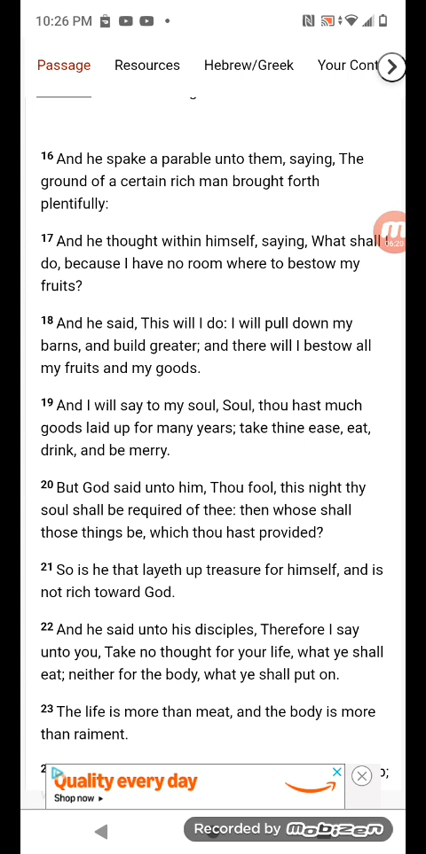 10:26 PM
Passage Resources Hebrew/Greek Your Cont
16 And he spake a parable unto them, saying, The
ground of a certain rich man brought forth
plentifully:
17 And he thought within himself, saying, What shall I
do, because I have no room where to bestow my
fruits?
18 And he said, This will I do: I will pull down my
barns, and build greater; and there will I bestow all
my fruits and my goods.
19 And I will say to my soul, Soul, thou hast much
goods laid up for many years; take thine ease, eat,
drink, and be merry.
20 But God said unto him, Thou fool, this night thy
soul shall be required of thee: then whose shall
those things be, which thou hast provided?
21 So is he that layeth up treasure for himself, and is
not rich toward God.
22 And he said unto his disciples, Therefore I say
unto you, Take no thought for your life, what ye shall
eat; neither for the body, what ye shall put on.
23 The life is more than meat, and the body is more
than raiment.
Quality every day
Shop now
Recorded by mobizen